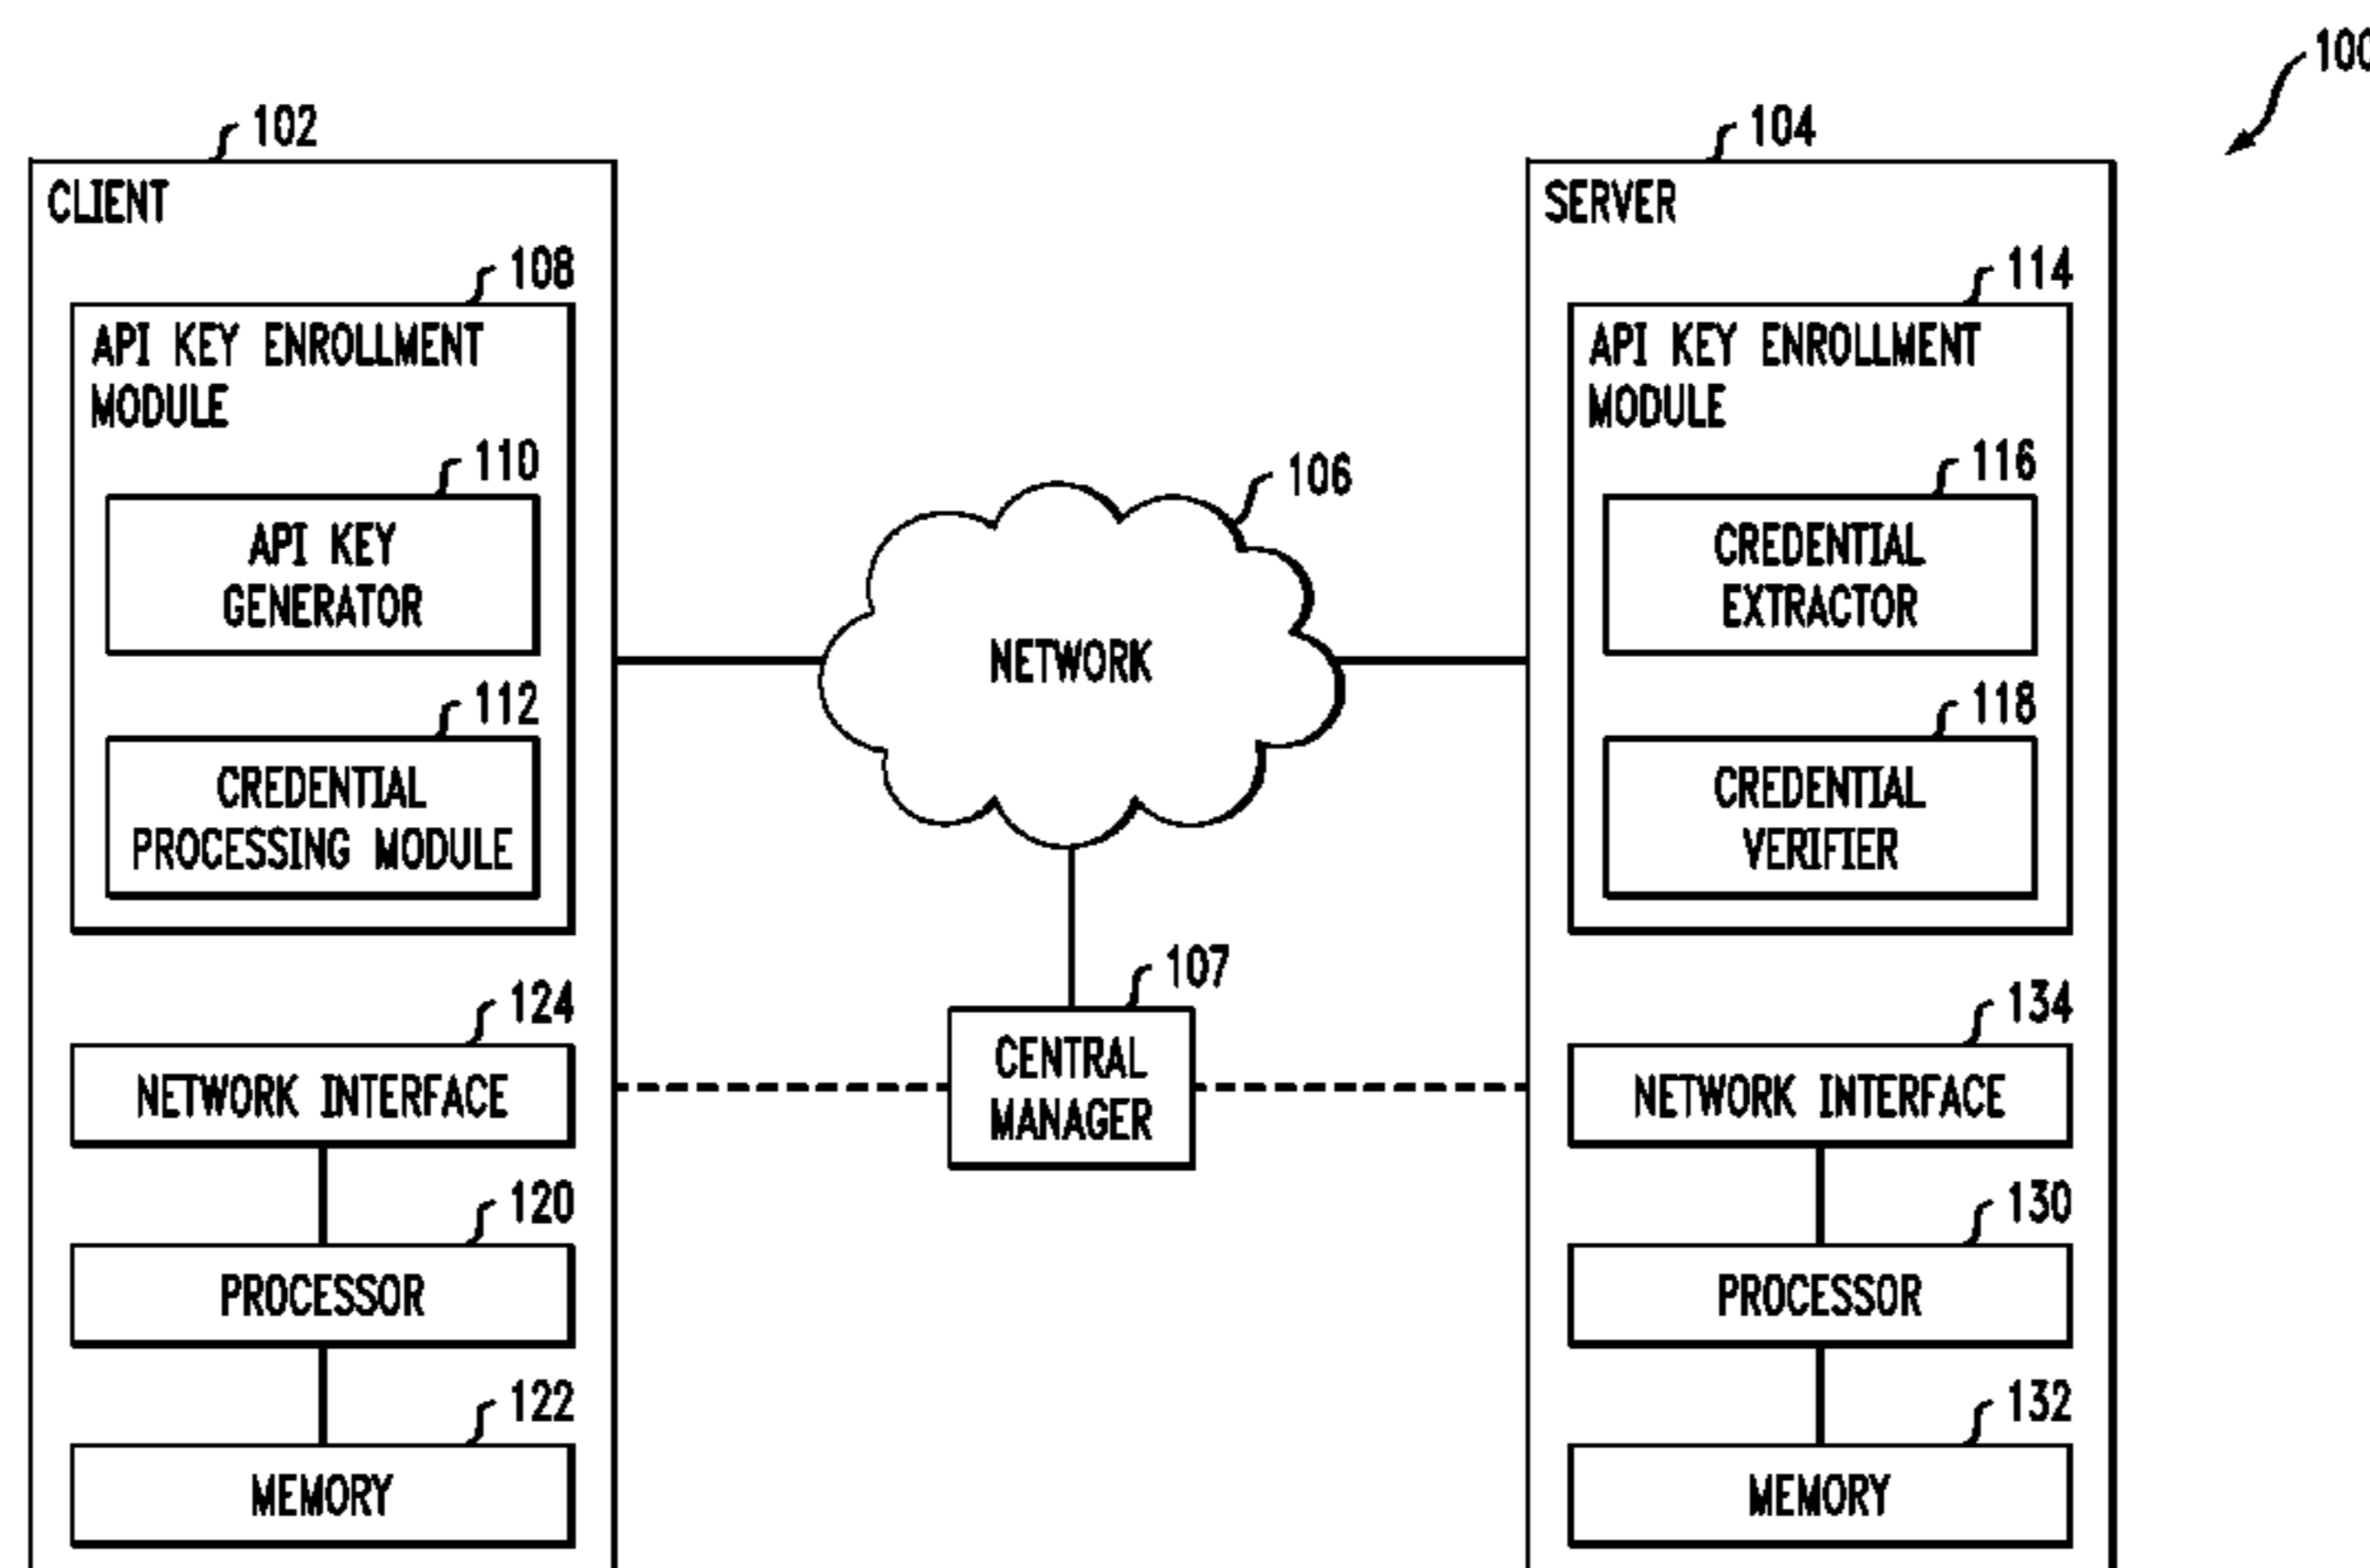 100
102
CLIENT
108
API KEY ENROLLMENT
MODULE
110
API KEY
GENERATOR
112
CREDENTIAL
PROCESSING MODULE
124
NETWORK INTERFACE
120
PROCESSOR
122
MEMORY
106
NETWORK
107
CENTRAL
MANAGER
104
SERVER
114
API KEY ENROLLMENT
MODULE
116
CREDENTIAL
EXTRACTOR
118
CREDENTIAL
VERIFIER
134
NETWORK INTERFACE
130
PROCESSOR
132
MEMORY